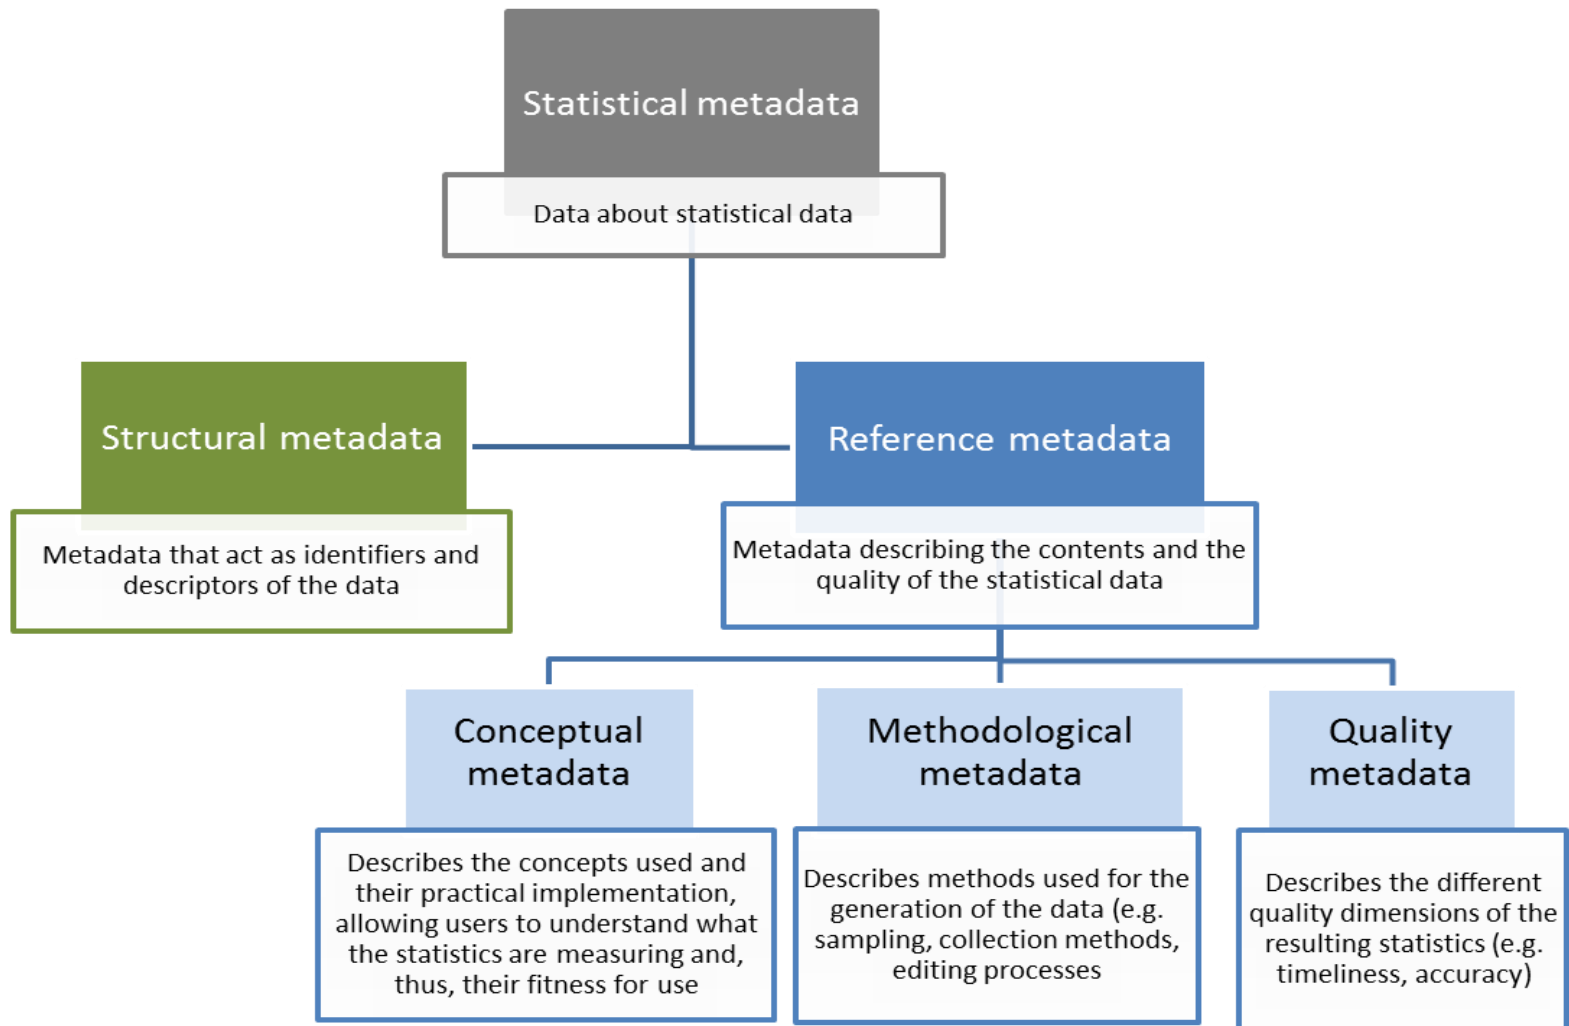 Statistical metadata
Data about statistical data
Structural metadata
Metadata that act as identifiers and
descriptors of the data
Reference metadata
Metadata describing the contents and the
quality of the statistical data
Conceptual
metadata
Describes the concepts used and
their practical implementation,
allowing users to understand what
the statistics are measuring and,
thus, their fitness for use
Methodological
metadata
Describes methods used for the
generation of the data (e.g.
sampling, collection methods,
editing processes
Quality
metadata
Describes the different
quality dimensions of the
resulting statistics (e.g.
timeliness, accuracy)